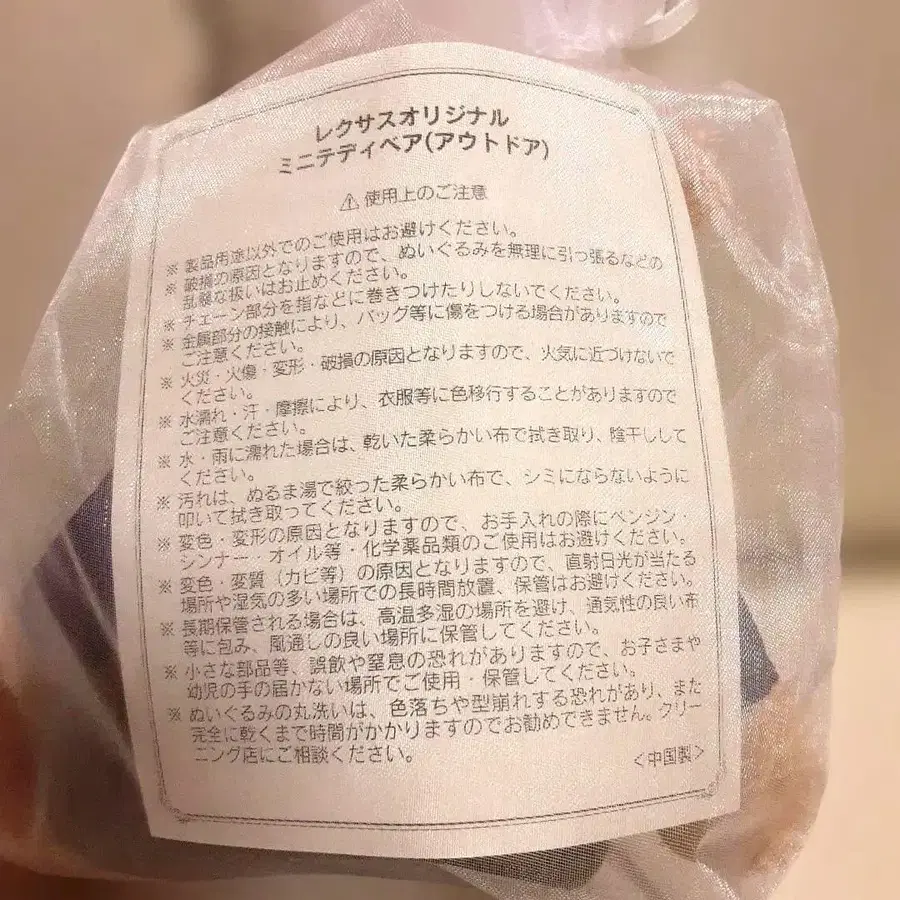 レクサスオリジナル
ミニテディベア(アウトドア)
⚠ 使用上のご注意
※ 製品用途以外でのご使用はお避けください。
※ 破損の原因となりますので、ぬいぐるみを無理に引っ張るなどの
乱暴な扱いはお止めください。
※ チェーン部分を指などに巻きつけたりしないでください。
※ 金属部分の接触により、バッグ等に傷をつける場合がありますので
ご注意ください。
※ 火災・火傷・変形・破損の原因となりますので、火気に近づけないで
ください。
※ 水濡れ・汗・摩擦により、衣服等に色移行することがありますので
ご注意ください。
※ 水・雨に濡れた場合は、乾いた柔らかい布で拭き取り、陰干しして
ください。
※ 汚れは、ぬるま湯で絞った柔らかい布で、シミにならないように
叩いて拭き取ってください。
※ 変色・変形の原因となりますので、お手入れの際にベンジン・
シンナー・オイル等・化学薬品類のご使用はお避けください。
※ 変色・変質（カビ等）の原因となりますので、直射日光が当たる
場所や湿気の多い場所での長時間放置、保管はお避けください。
※ 長期保管される場合は、高温多湿の場所を避け、通気性の良い布
等に包み、風通しの良い場所に保管してください。
※ 小さな部品等、誤飲や窒息の恐れがありますので、お子さまや
幼児の手の届かない場所でご使用・保管してください。
※ ぬいぐるみの丸洗いは、色落ちや型崩れする恐れがあり、また
完全に乾くまで時間がかかりますのでお勧めできません。クリー
ニング店にご相談ください。
＜中国製＞